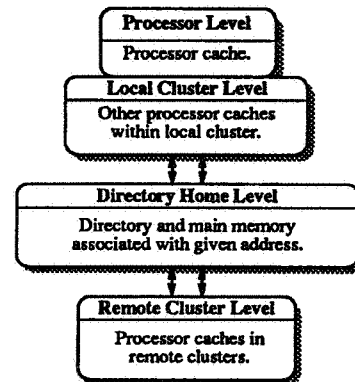 Processor Level
Processor cache.
Local Cluster Level
Other processor caches
within local cluster.
Directory Home Level
Directory and main memory
associated with given address.
Remote Cluster Level
Processor caches in
remote clusters.